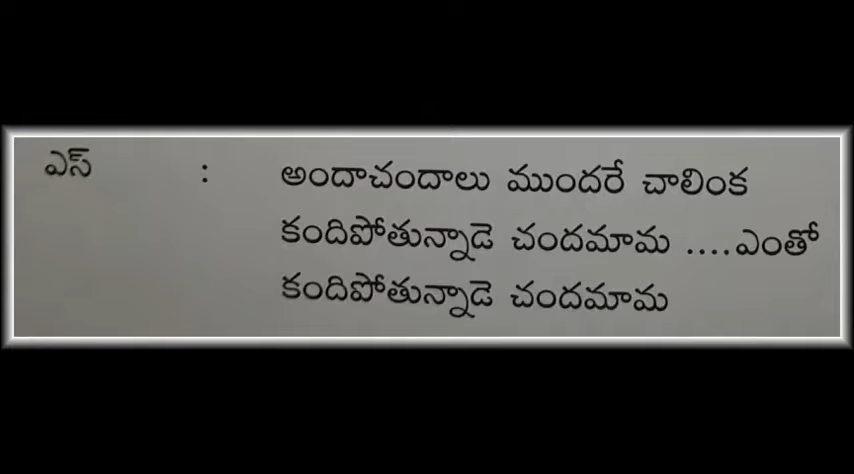 ఎస్ : అందాచందాలు ముందరే చాలింక
కందిపోతున్నాడె చందమామ ....ఎంతో
కందిపోతున్నాడె చందమామ